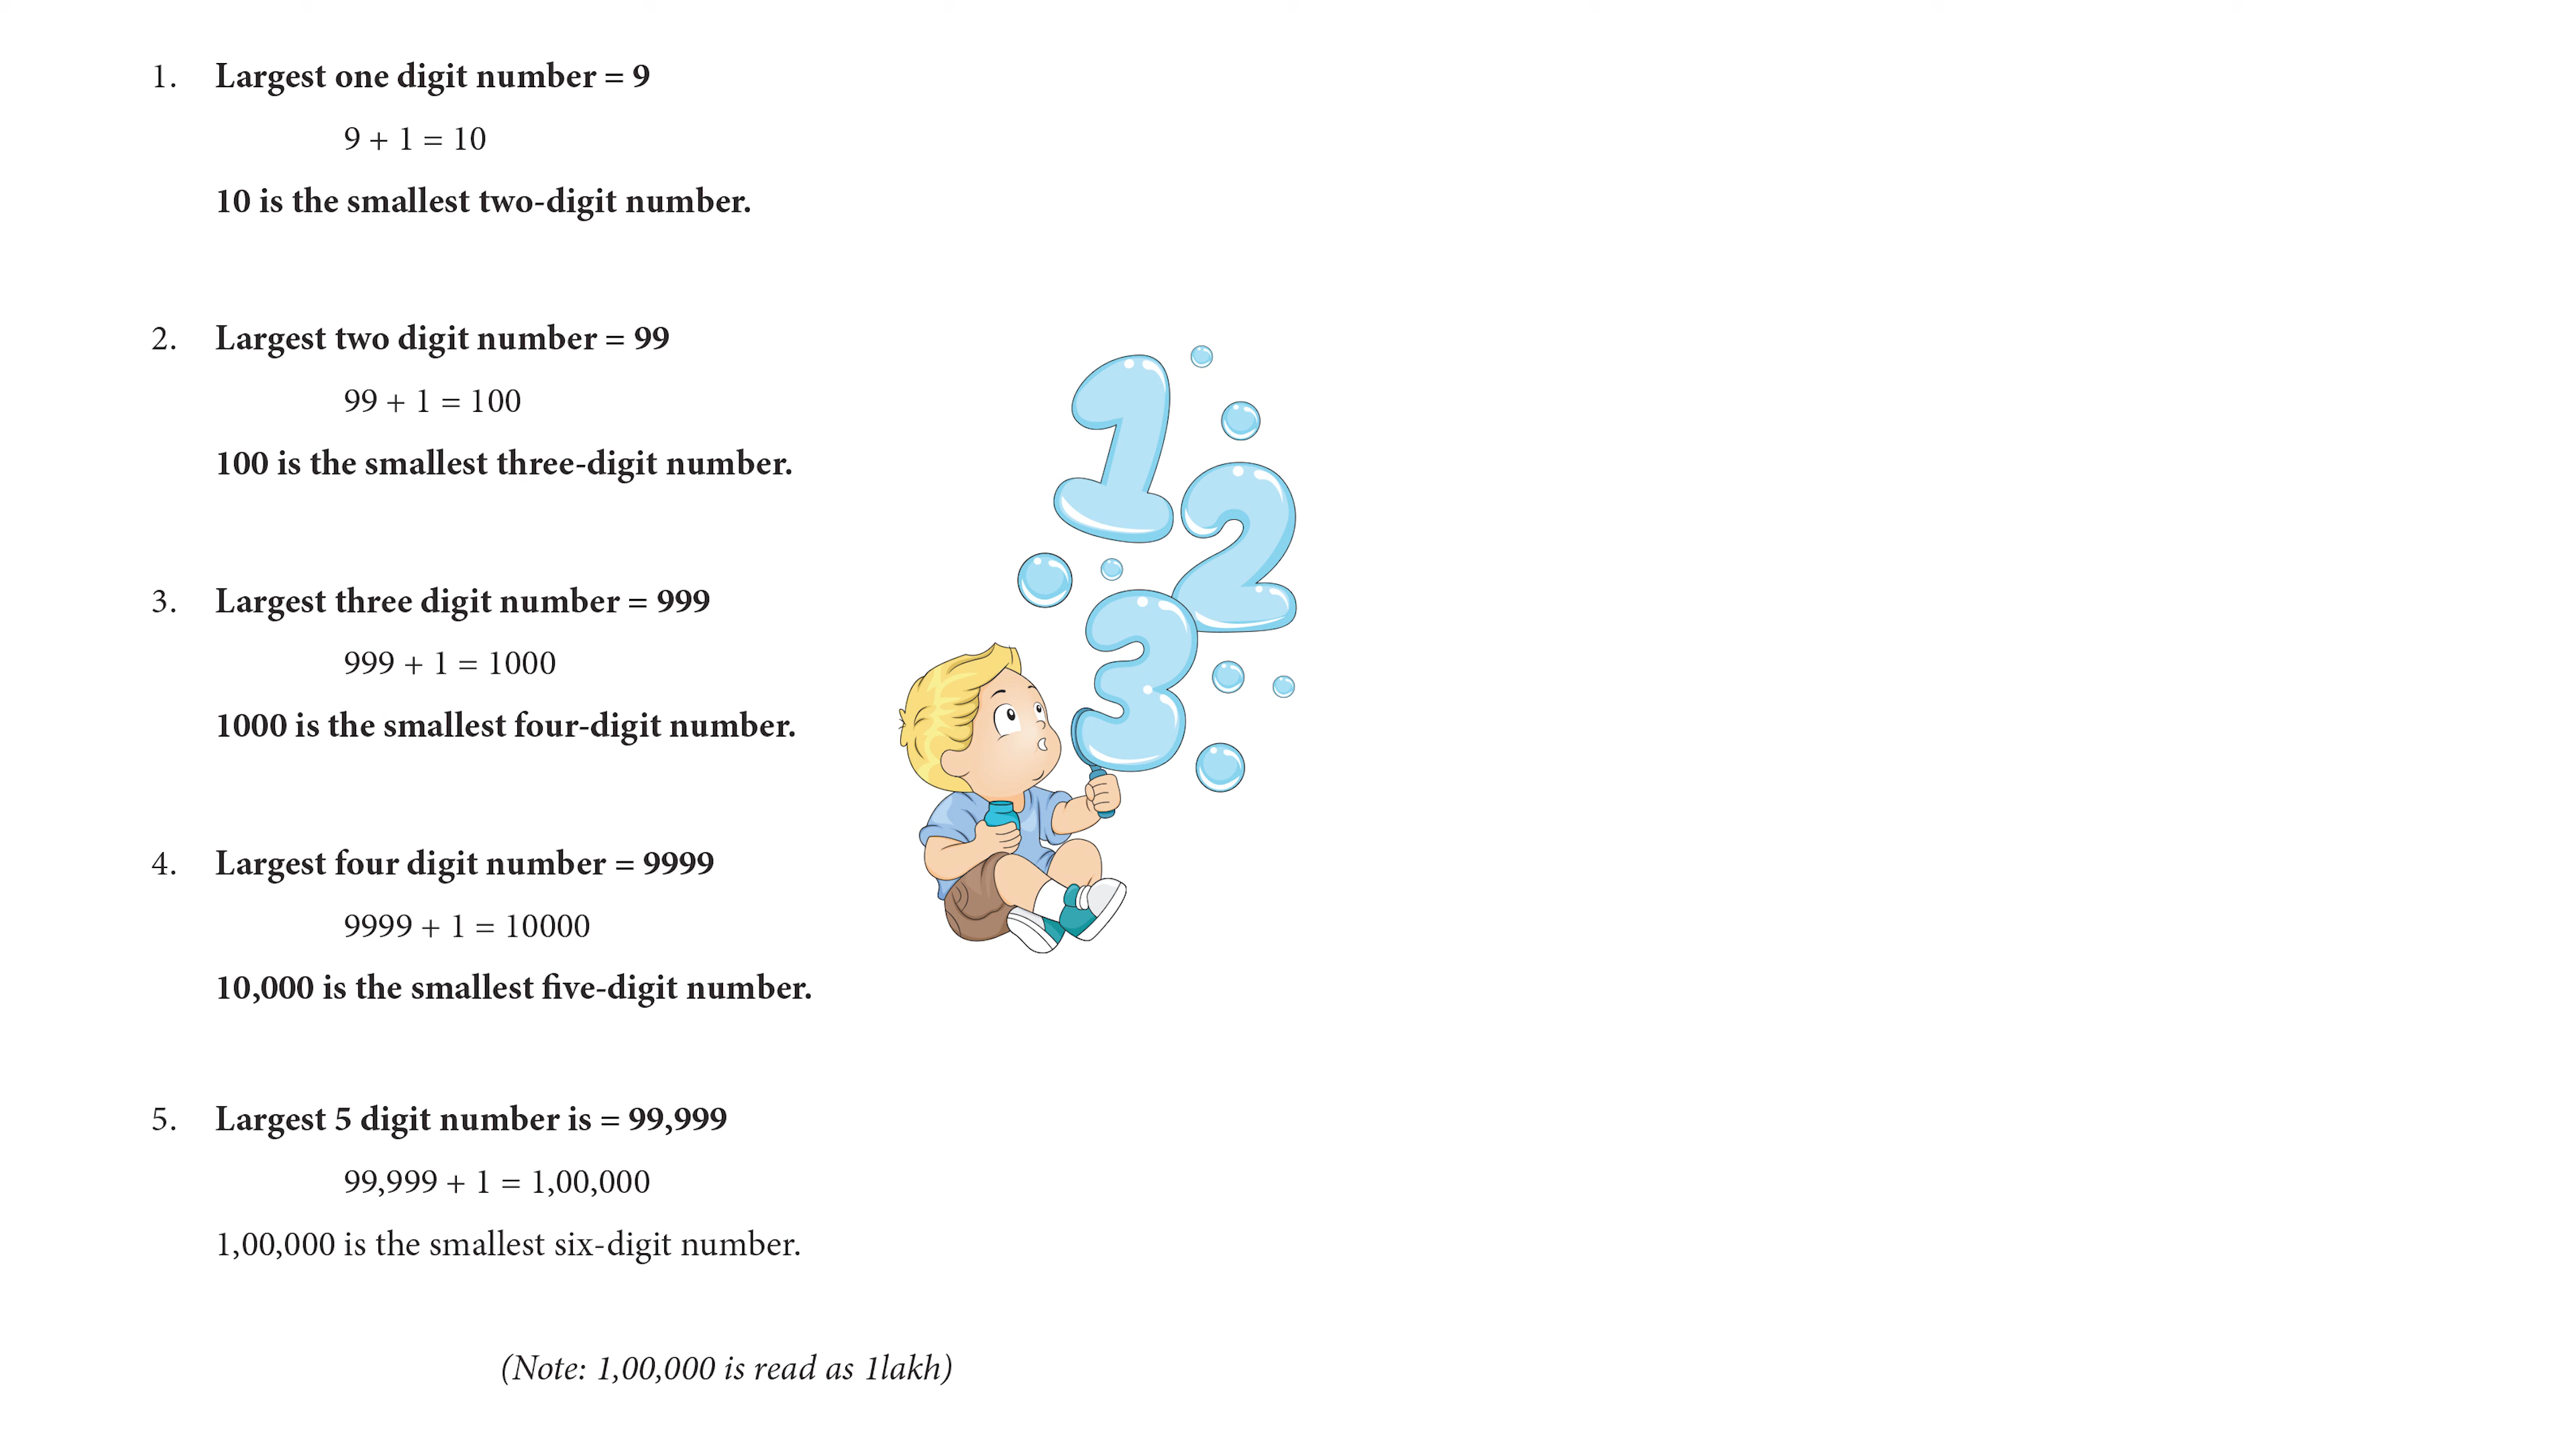 1. Largest one digit number = 9
9 + 1 = 10
10 is the smallest two-digit number.
2. Largest two digit number = 99
99 + 1 = 100
100 is the smallest three-digit number.
3. Largest three digit number = 999
999 + 1 = 1000
1000 is the smallest four-digit number.
4. Largest four digit number = 9999
9999 + 1 = 10000
10,000 is the smallest five-digit number.
5. Largest 5 digit number is = 99,999
99,999 + 1 = 1,00,000
1,00,000 is the smallest six-digit number.
(Note: 1,00,000 is read as 1lakh)
1
2
3